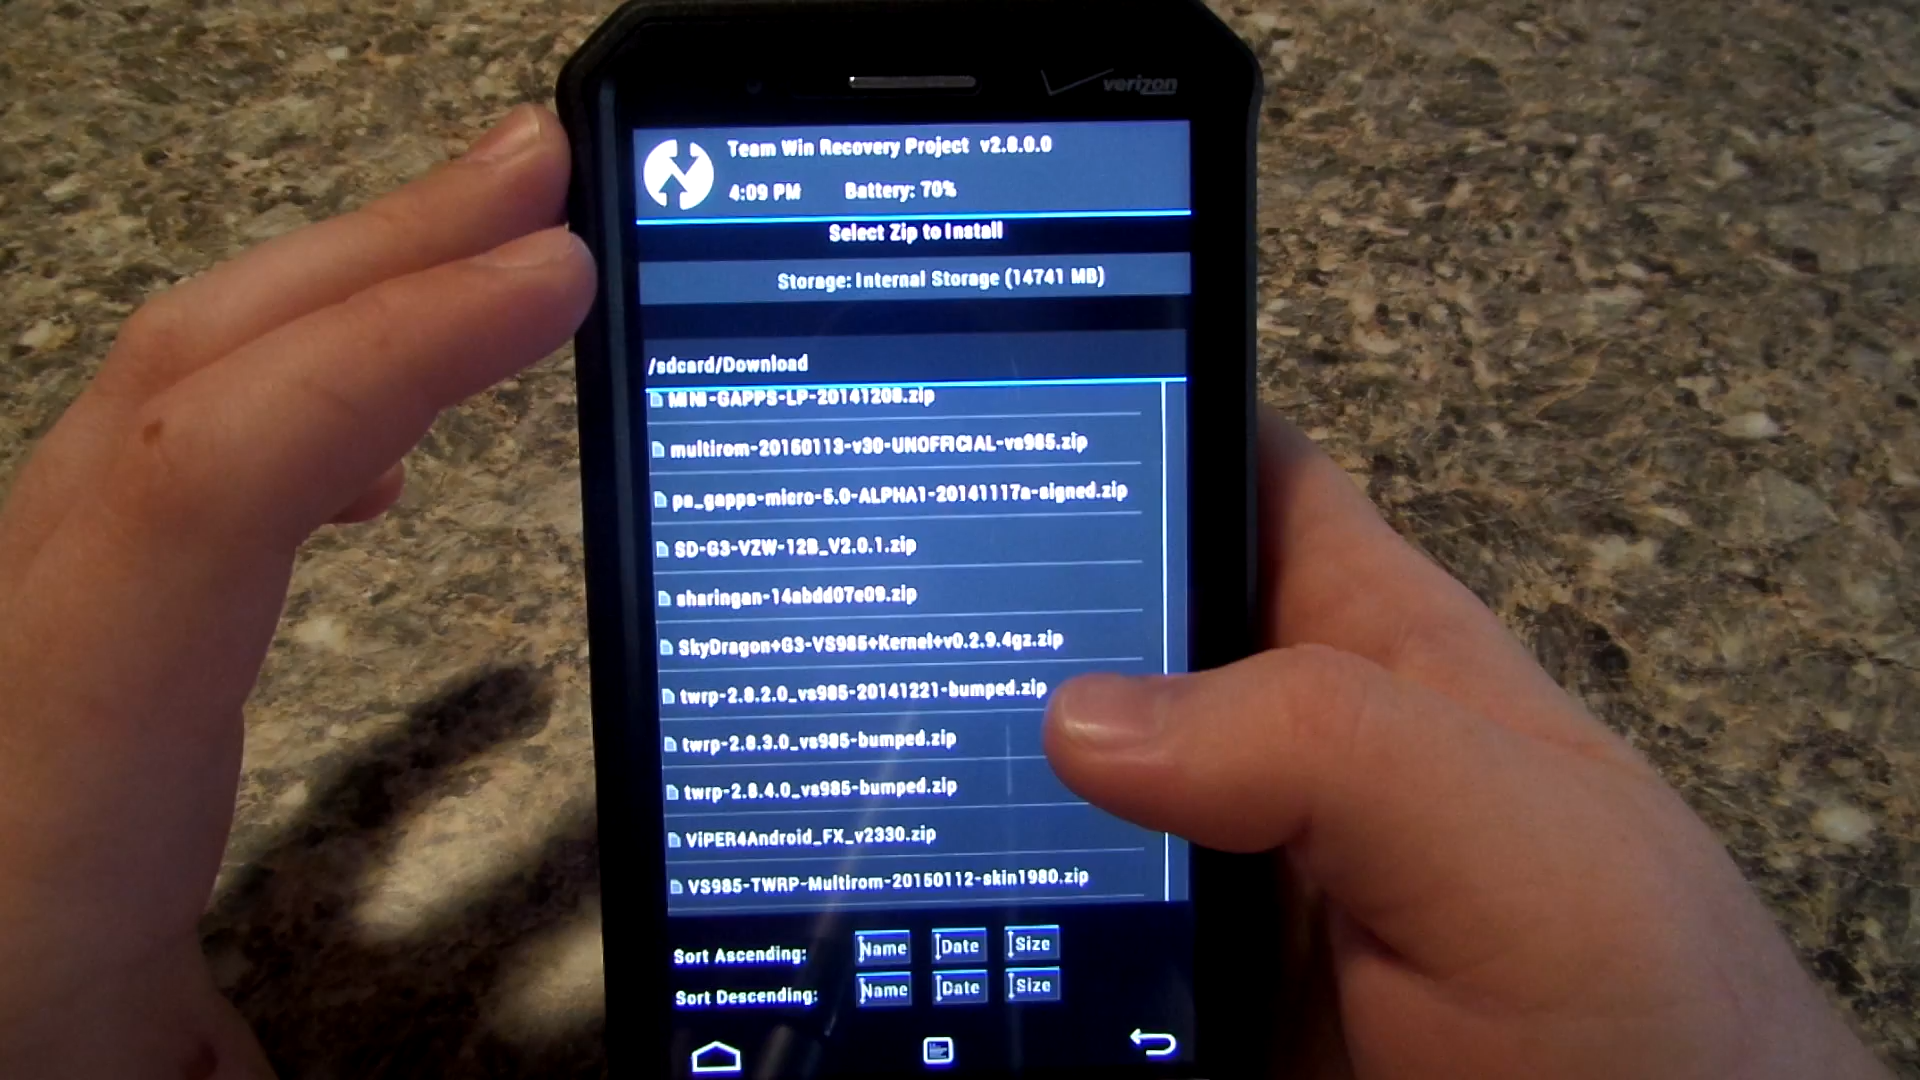 verizon
Team Win Recovery Project v2.8.0.0
4:09 PM Battery: 70%
Select Zip to Install
Storage: Internal Storage (14741 MB)
/sdcard/Download
MINI-GAPPS-LP-20141208.zip
multirom-20150113-v30-UNOFFICIAL-vs985.zip
pa_gapps-micro-5.0-ALPHA1-20141117a-signed.zip
SD-G3-VZW-12B_V2.0.1.zip
sharingan-14abdd07e09.zip
SkyDragon+G3-VS985+Kernel+v0.2.9.4gz.zip
twrp-2.8.2.0_vs985-20141221-bumped.zip
twrp-2.8.3.0_vs985-bumped.zip
twrp-2.8.4.0_vs985-bumped.zip
ViPER4Android_FX_v2330.zip
VS985-TWRP-Multirom-20150112-skin1980.zip
Sort Ascending: Name Date Size
Sort Descending: Name Date Size